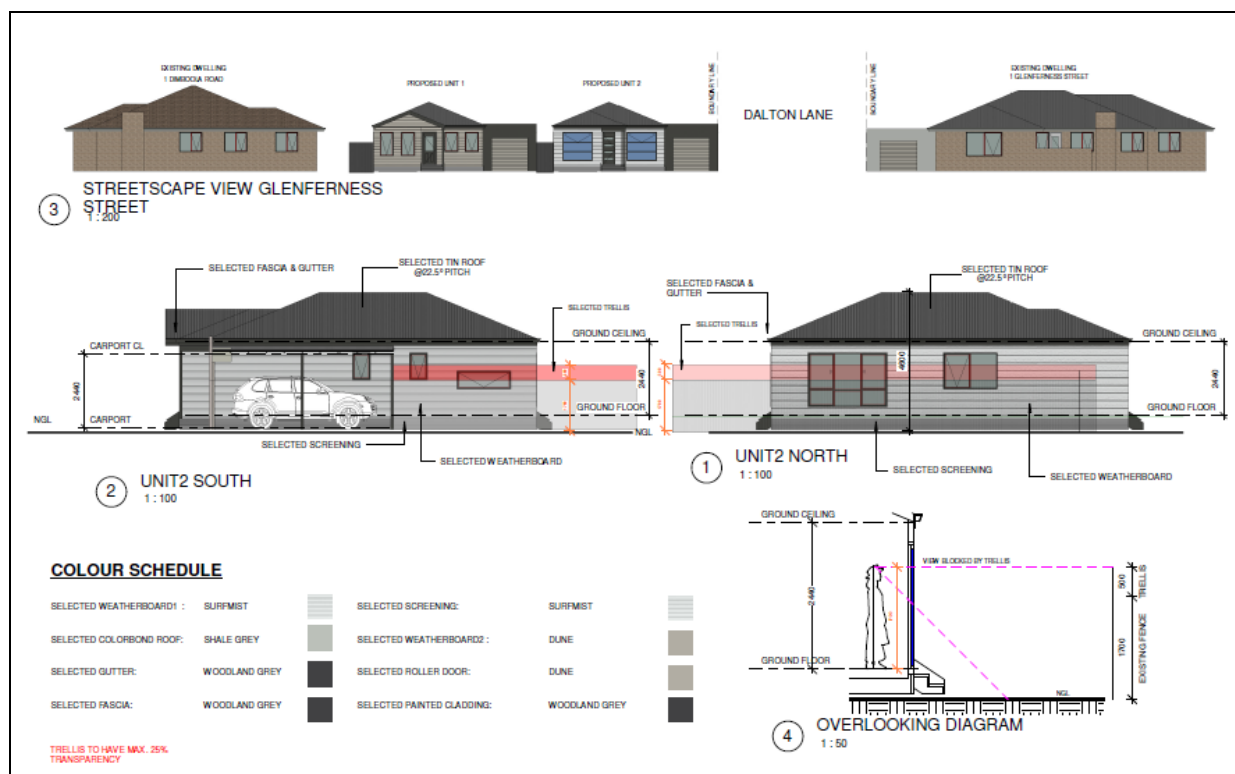 EXISTING DWELLING
1 DIMBOOLA ROAD
PROPOSED UNIT 1
PROPOSED UNIT 2
BOUNDARY LINE
DALTON LANE
BOUNDARY LINE
EXISTING DWELLING
1 GLENFERNESS STREET
3
STREETSCAPE VIEW GLENFERNESS
STREET
1 : 200
SELECTED FASCIA & GUTTER
SELECTED TIN ROOF
@22.5° PITCH
SELECTED TRELLIS
GROUND CEILING
CARPORT CL
2440
2440
GROUND FLOOR
NGL
CARPORT
NGL
SELECTED SCREENING
SELECTED WEATHERBOARD
2
UNIT2 SOUTH
1 : 100
SELECTED FASCIA &
GUTTER
SELECTED TIN ROOF
@22.5° PITCH
SELECTED TRELLIS
GROUND CEILING
4600
2440
GROUND FLOOR
SELECTED SCREENING
SELECTED WEATHERBOARD
1
UNIT2 NORTH
1 : 100
GROUND CEILING
VIEW BLOCKED BY TRELLIS
2440
500
TRELLIS
1700
EXISTING FENCE
GROUND FLOOR
NGL
4
OVERLOOKING DIAGRAM
1 : 50
COLOUR SCHEDULE
SELECTED WEATHERBOARD1 : SURFMIST
SELECTED SCREENING: SURFMIST
SELECTED COLORBOND ROOF: SHALE GREY
SELECTED WEATHERBOARD2 : DUNE
SELECTED GUTTER: WOODLAND GREY
SELECTED ROLLER DOOR: DUNE
SELECTED FASCIA: WOODLAND GREY
SELECTED PAINTED CLADDING: WOODLAND GREY
TRELLIS TO HAVE MAX. 25%
TRANSPARENCY